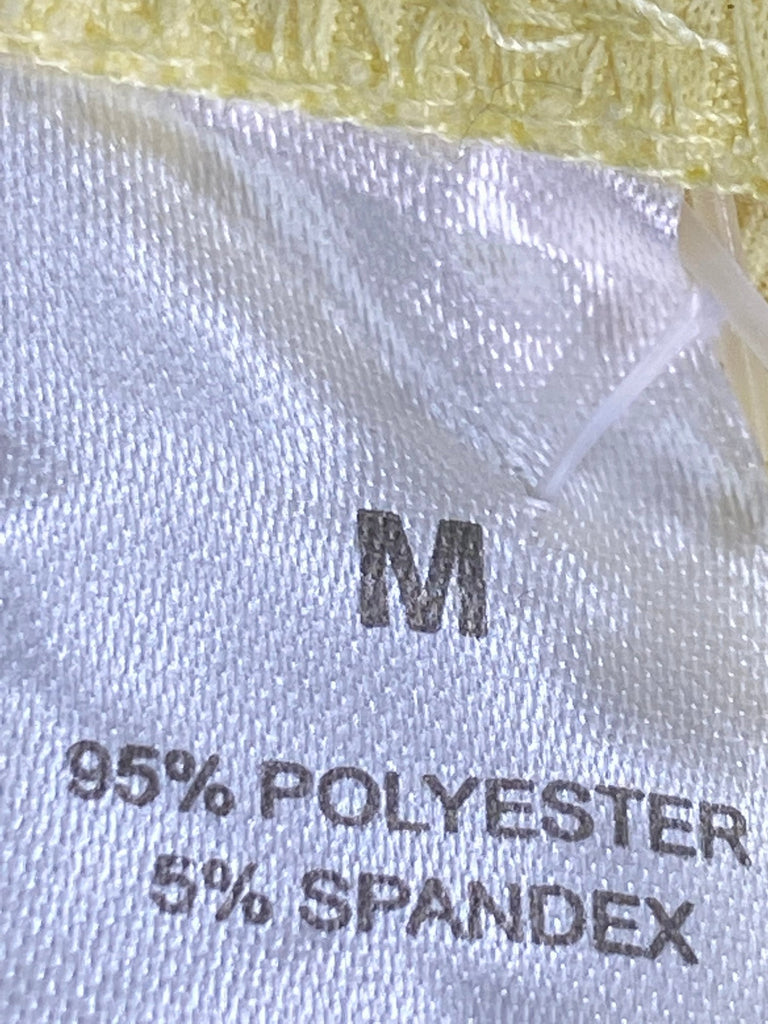 M
95% POLYESTER
5% SPANDEX